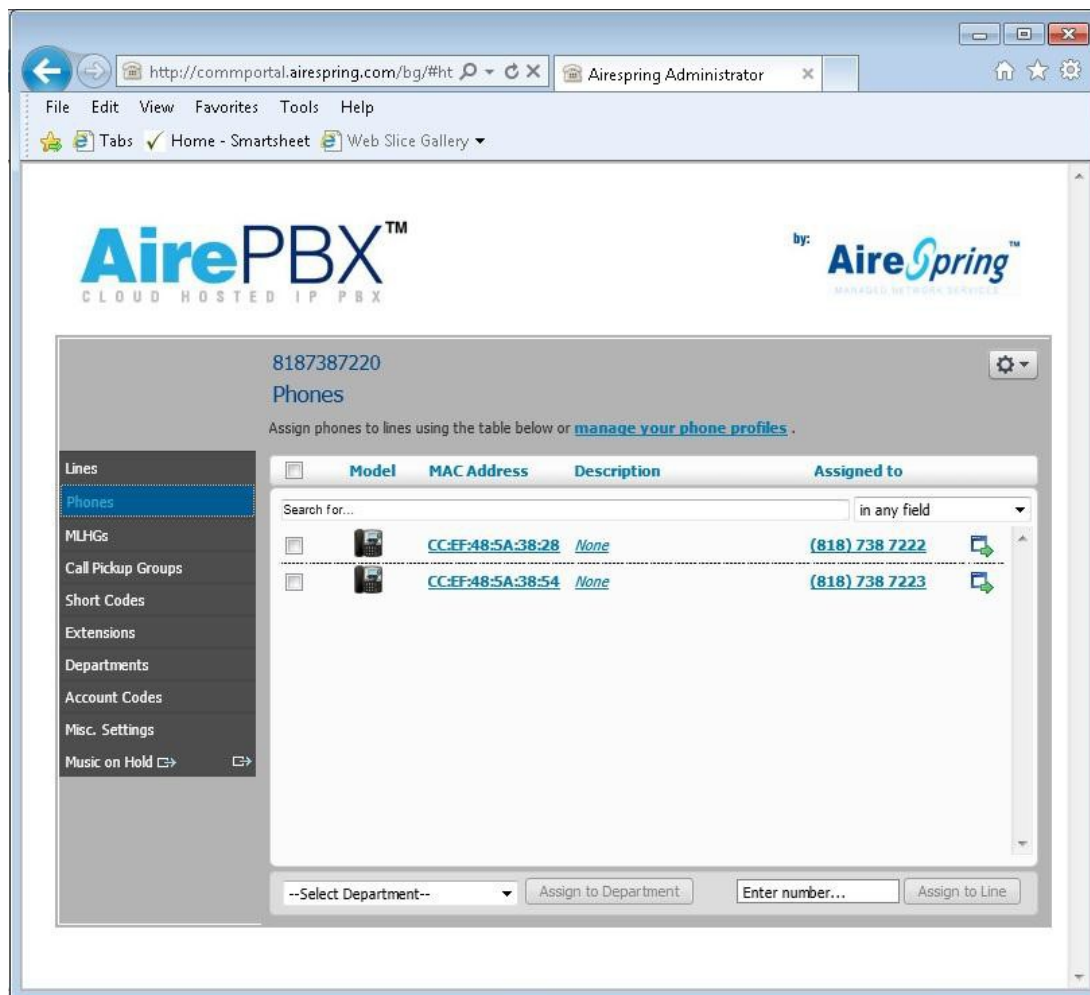 http://commportal.airespring.com/bg/#ht
Airespring Administrator
File Edit View Favorites Tools Help
Tabs Home - Smartsheet Web Slice Gallery
AirePBX™
CLOUD HOSTED IP PBX
by:
AireSpring™
MANAGED NETWORK SERVICES
8187387220
Phones
Assign phones to lines using the table below or manage your phone profiles .
Lines
Phones
MLHGs
Call Pickup Groups
Short Codes
Extensions
Departments
Account Codes
Misc. Settings
Music on Hold
Model MAC Address Description Assigned to
Search for... in any field
CC:EF:48:5A:38:28 None (818) 738 7222
CC:EF:48:5A:38:54 None (818) 738 7223
--Select Department-- Assign to Department Enter number... Assign to Line